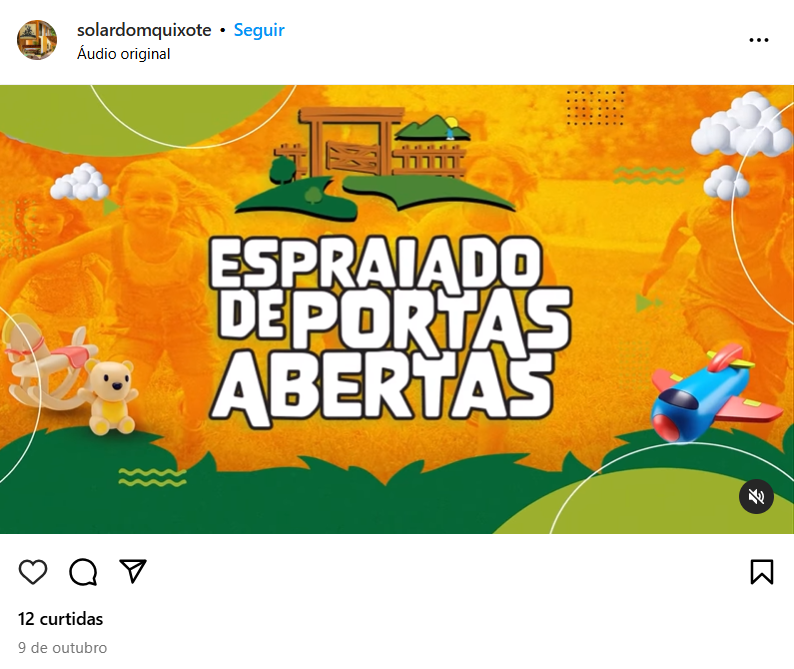 solardomquixote • Seguir
Áudio original
ESPRAIADO
DE PORTAS
ABERTAS
12 curtidas
9 de outubro